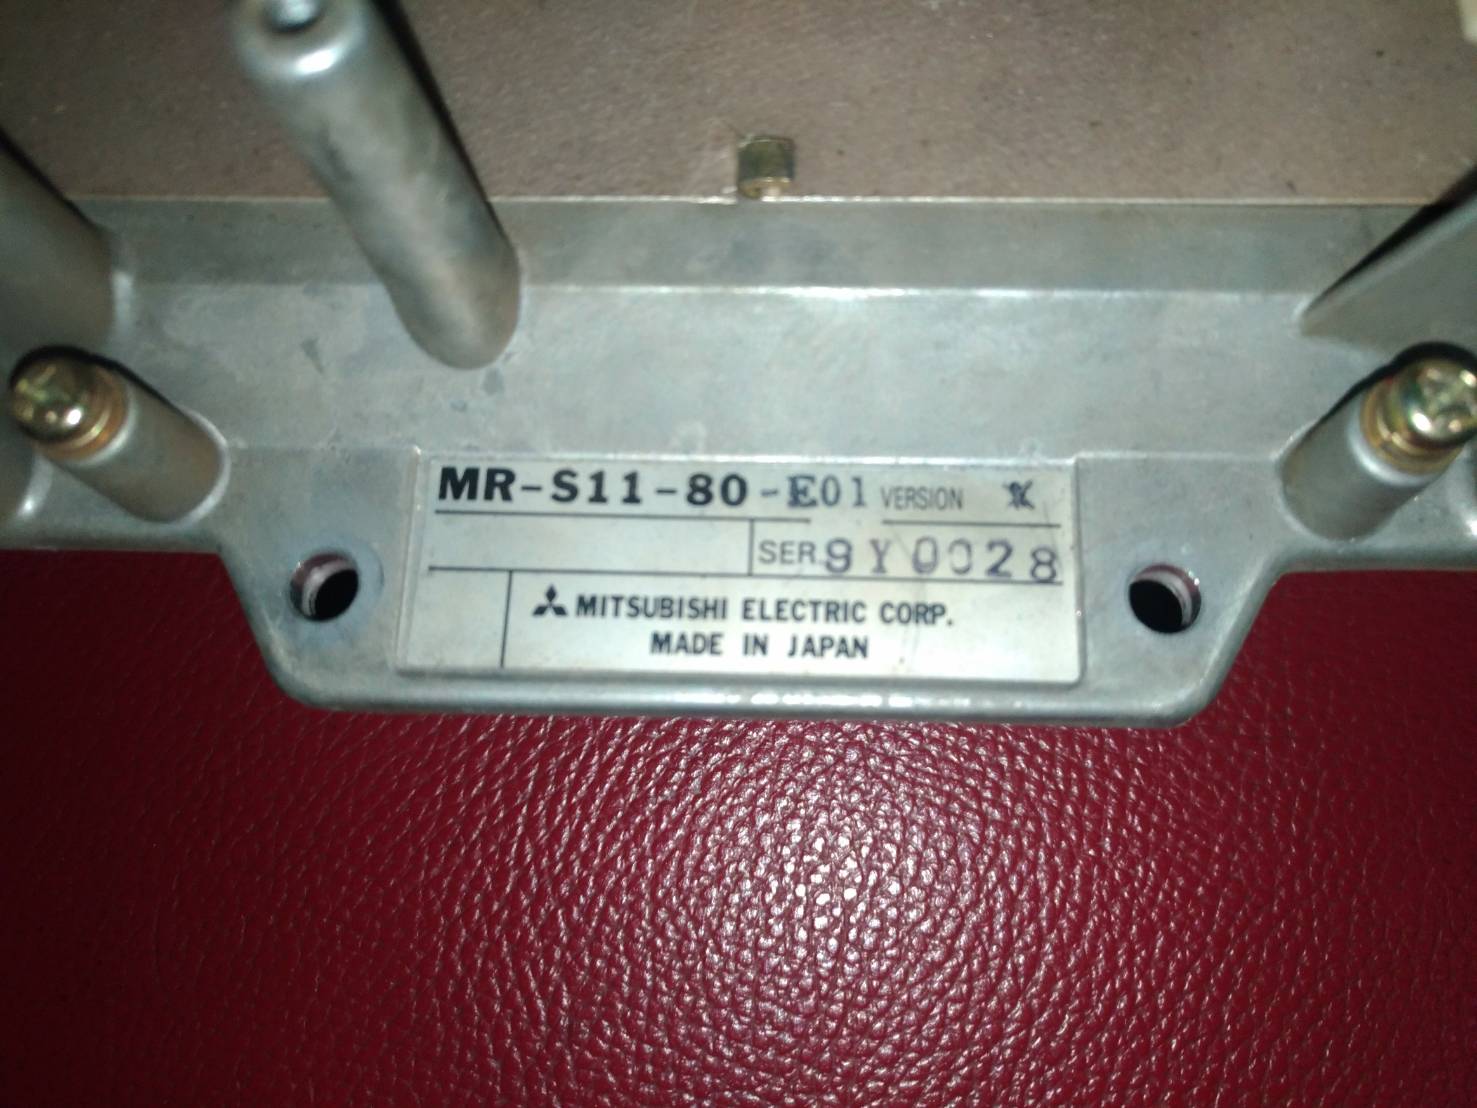 MR-S11-80-E01 VERSION
SER.9Y0028
MITSUBISHI ELECTRIC CORP.
MADE IN JAPAN